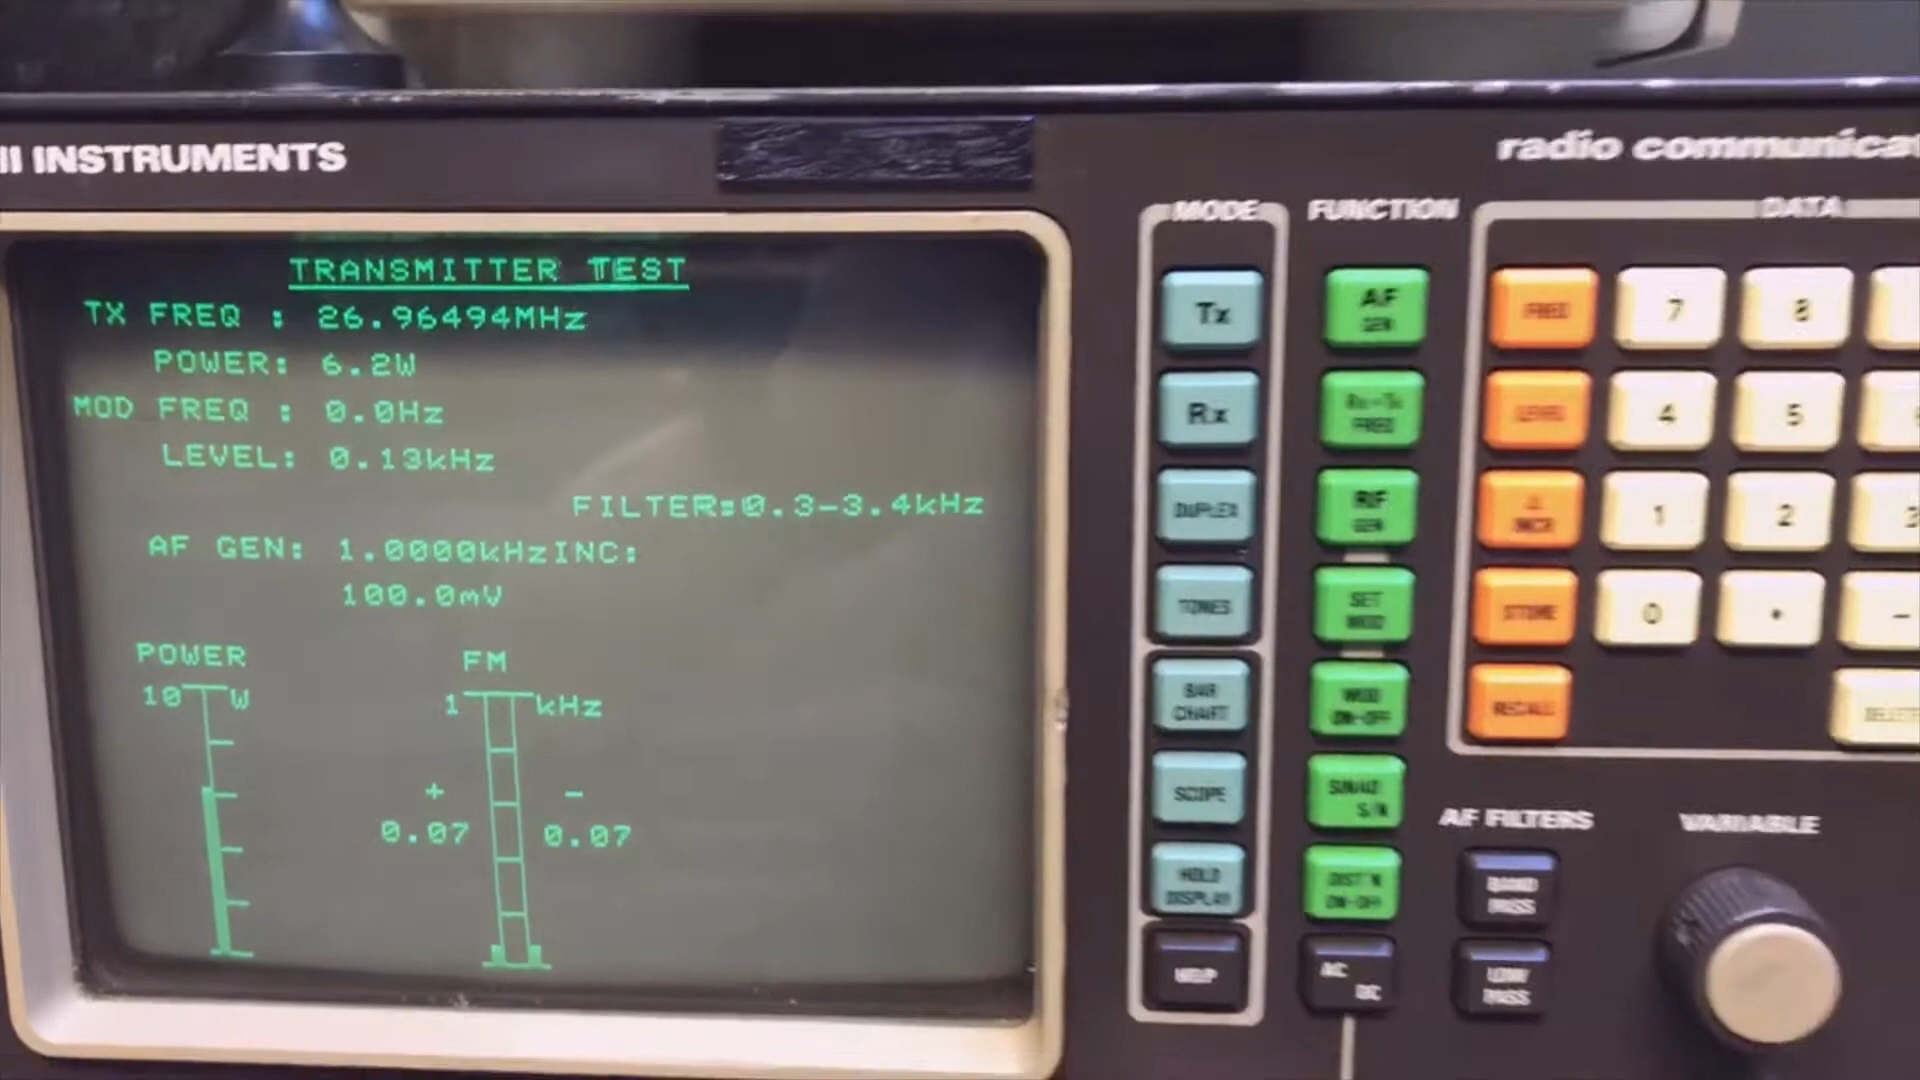 II INSTRUMENTS
radio communicat
MODE
FUNCTION
DATA
TRANSMITTER TEST
TX FREQ : 26.96494MHz
POWER: 6.2W
MOD FREQ : 0.0Hz
LEVEL: 0.13kHz
FILTER:0.3-3.4kHz
AF GEN: 1.0000kHzINC:
100.0mV
POWER
10 W
FM
1 kHz
+ -
0.07 0.07
Tx
Rx
DUPLEX
TONES
BAR
CHART
SCOPE
HOLD
DISPLAY
HELP
AF
GEN
Rx=Tx
FREQ
RF
GEN
SET
MOD
MOD
ON-OFF
SINAD
S/N
DIST'N
ON-OFF
AC
DC
FREQ
7
8
LEVEL
4
5
Δ
INCR
1
2
3
STORE
0
.
-
RECALL
DELETE
AF FILTERS
VARIABLE
BAND
PASS
LOW
PASS